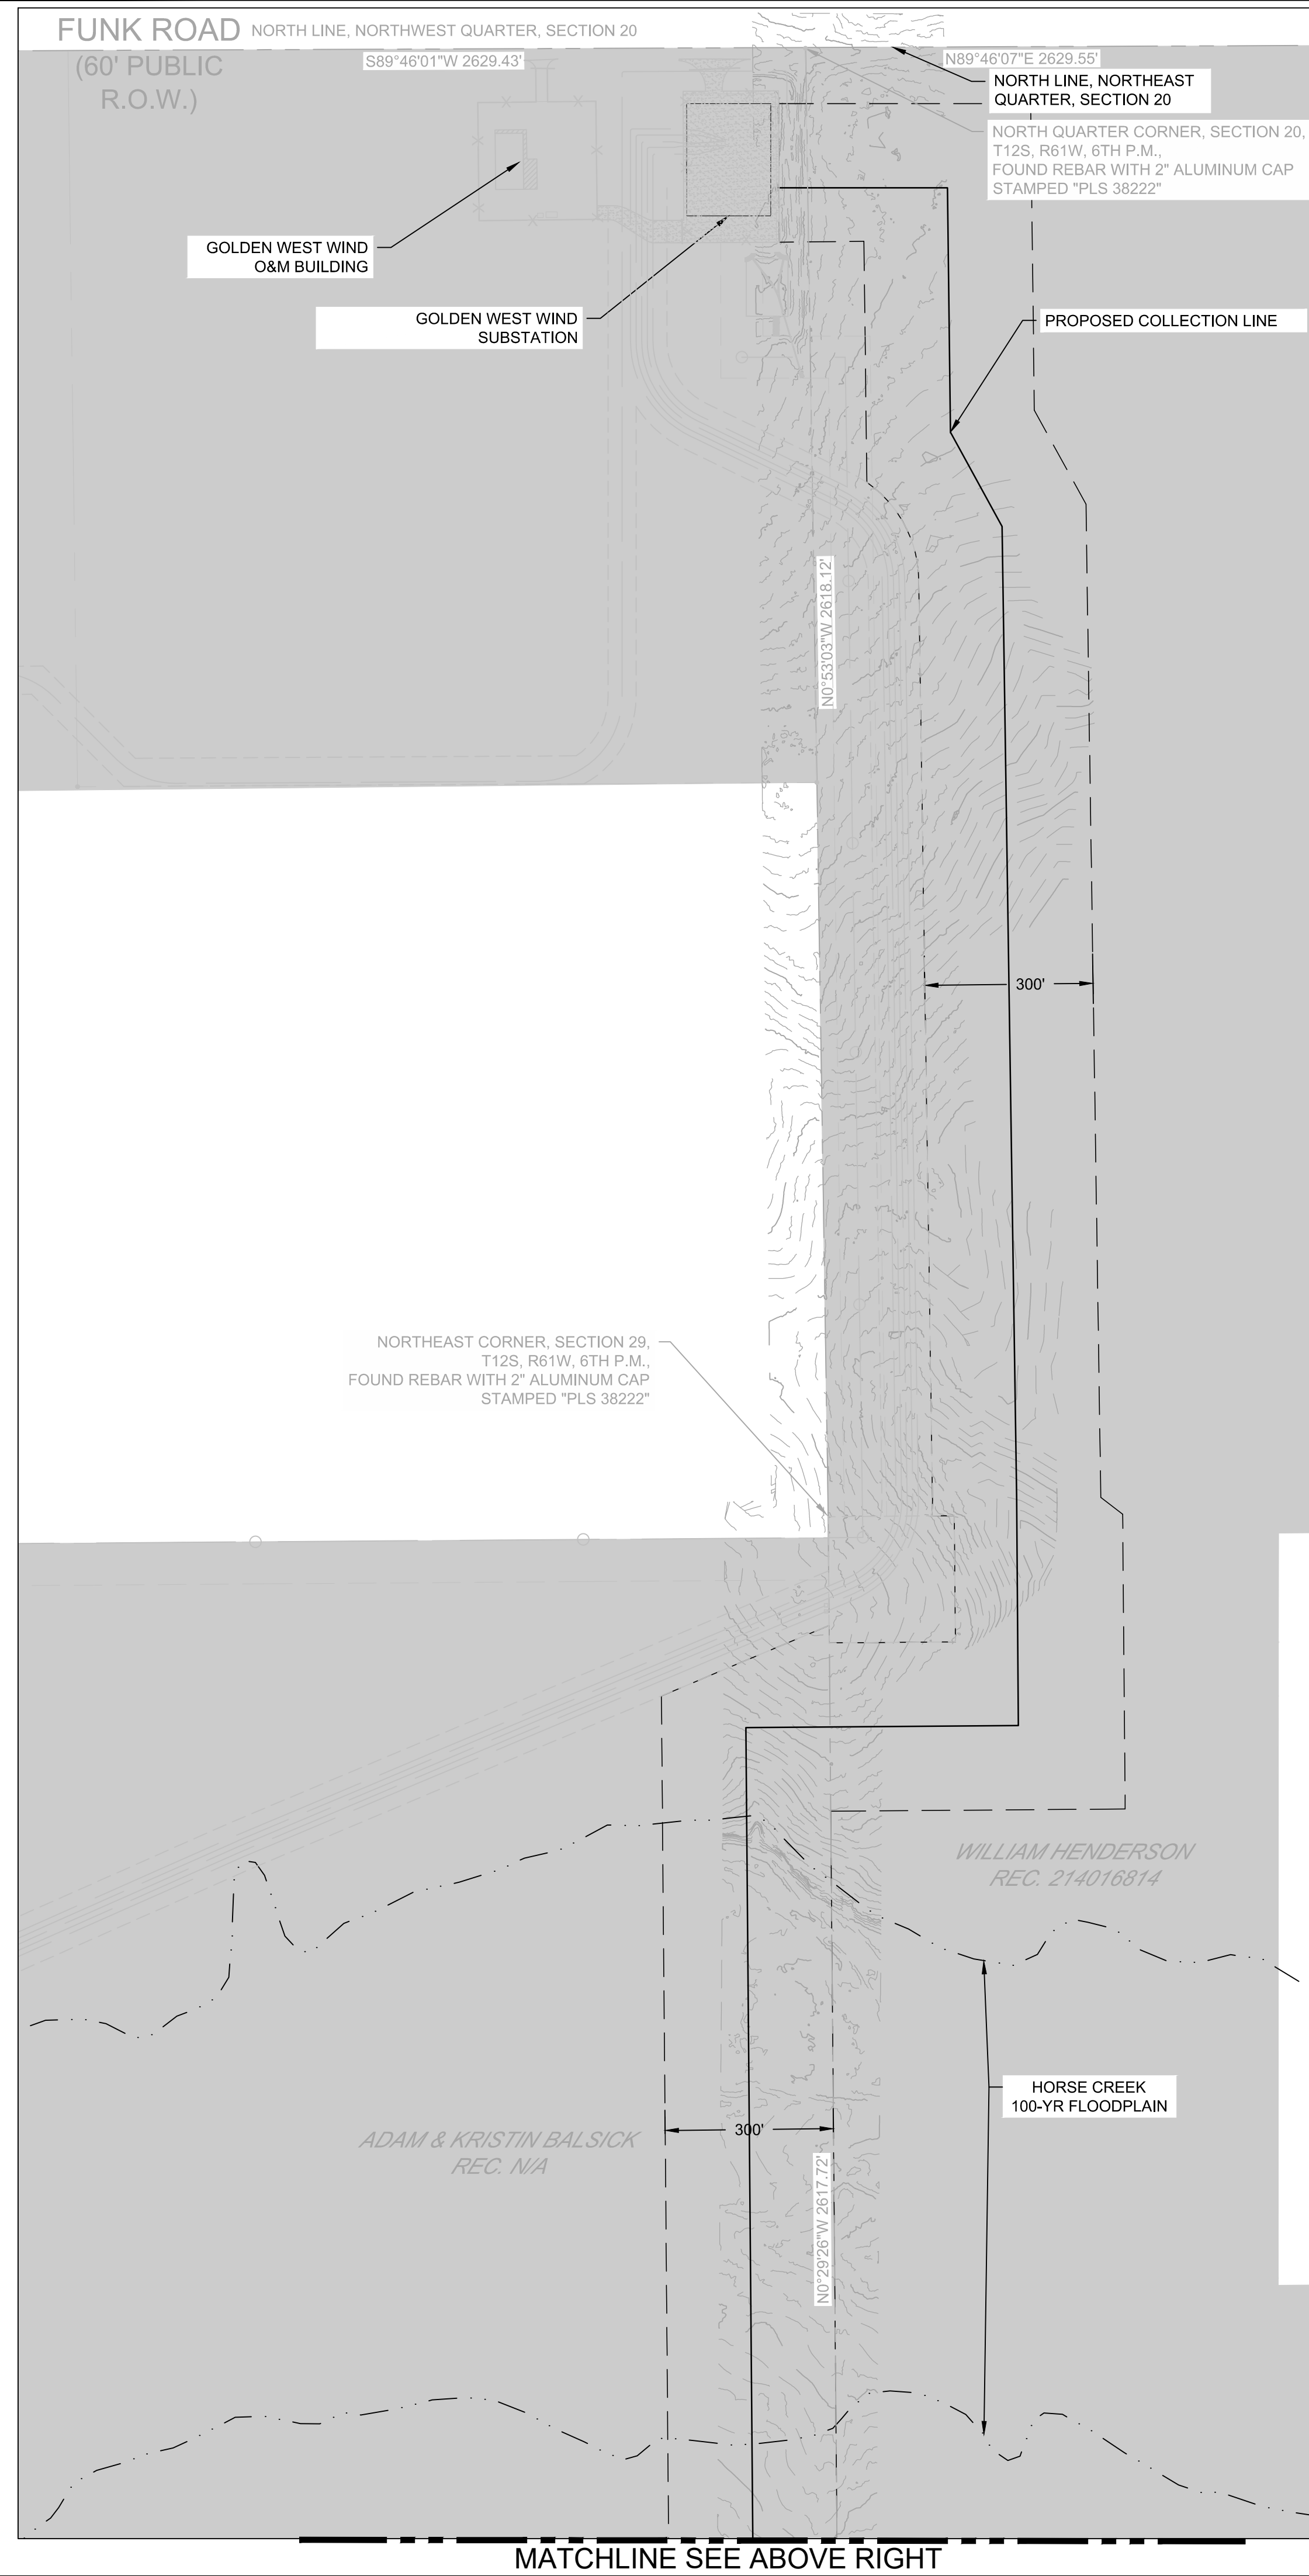 FUNK ROAD
NORTH LINE, NORTHWEST QUARTER, SECTION 20
(60' PUBLIC
R.O.W.)
S89°46'01"W 2629.43'
N89°46'07"E 2629.55'
NORTH LINE, NORTHEAST
QUARTER, SECTION 20
NORTH QUARTER CORNER, SECTION 20,
T12S, R61W, 6TH P.M.,
FOUND REBAR WITH 2" ALUMINUM CAP
STAMPED "PLS 38222"
GOLDEN WEST WIND
O&M BUILDING
GOLDEN WEST WIND
SUBSTATION
PROPOSED COLLECTION LINE
N0°53'03"W 2618.12'
300'
NORTHEAST CORNER, SECTION 29,
T12S, R61W, 6TH P.M.,
FOUND REBAR WITH 2" ALUMINUM CAP
STAMPED "PLS 38222"
WILLIAM HENDERSON
REC. 214016814
HORSE CREEK
100-YR FLOODPLAIN
ADAM & KRISTIN BALSICK
REC. N/A
300'
N0°29'26"W 2617.72'
MATCHLINE SEE ABOVE RIGHT